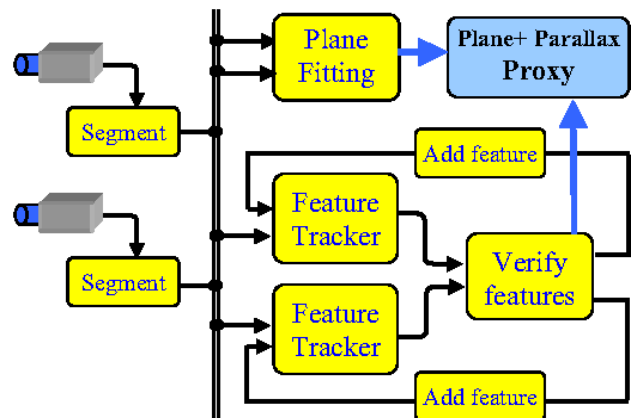 Plane
Fitting
Plane+ Parallax
Proxy
Segment
Add feature
Feature
Tracker
Verify
features
Segment
Feature
Tracker
Add feature